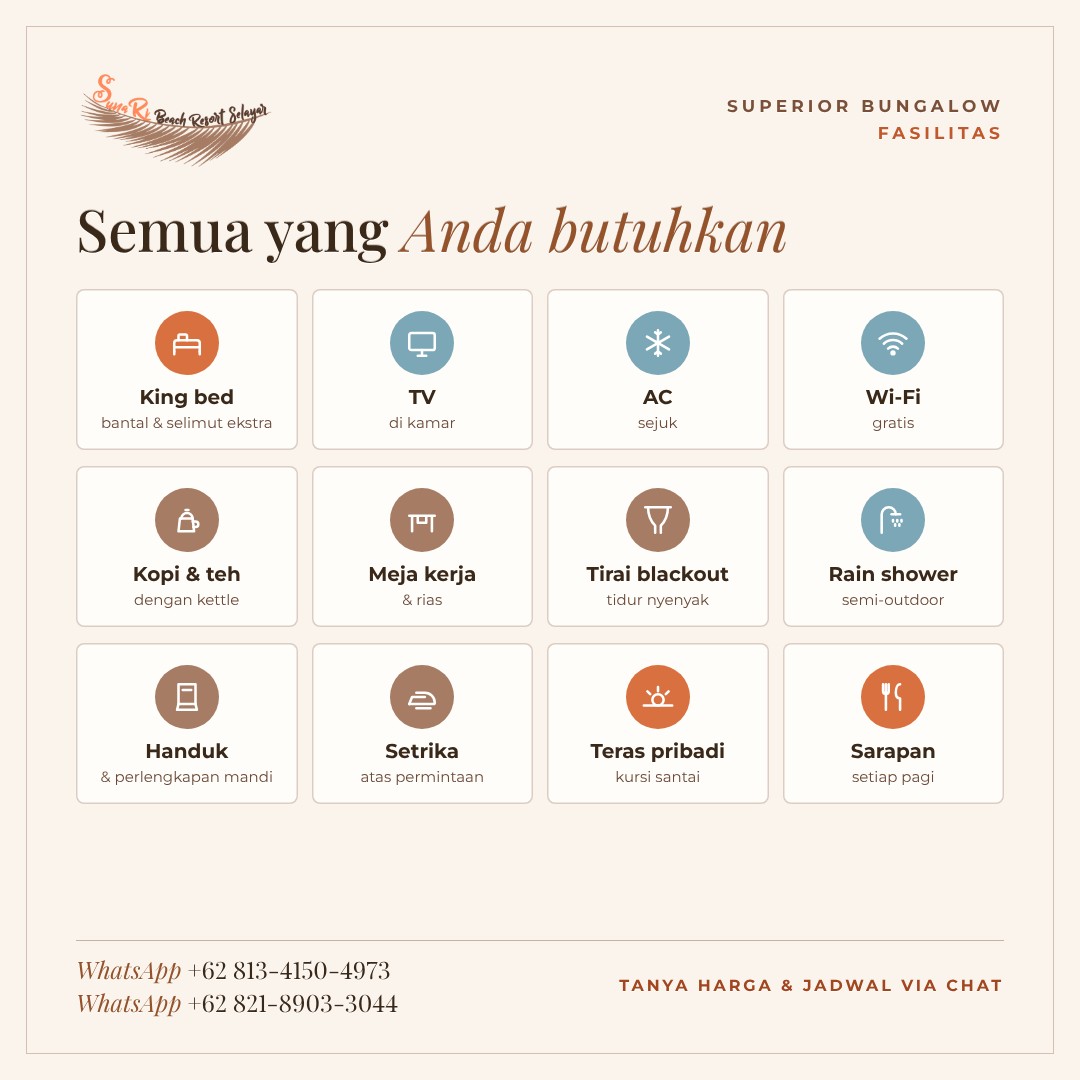 SunaRi Beach Resort Selayar
SUPERIOR BUNGALOW
FASILITAS
Semua yang Anda butuhkan
King bed
bantal & selimut ekstra
TV
di kamar
AC
sejuk
Wi-Fi
gratis
Kopi & teh
dengan kettle
Meja kerja
& rias
Tirai blackout
tidur nyenyak
Rain shower
semi-outdoor
Handuk
& perlengkapan mandi
Setrika
atas permintaan
Teras pribadi
kursi santai
Sarapan
setiap pagi
WhatsApp +62 813-4150-4973
WhatsApp +62 821-8903-3044
TANYA HARGA & JADWAL VIA CHAT